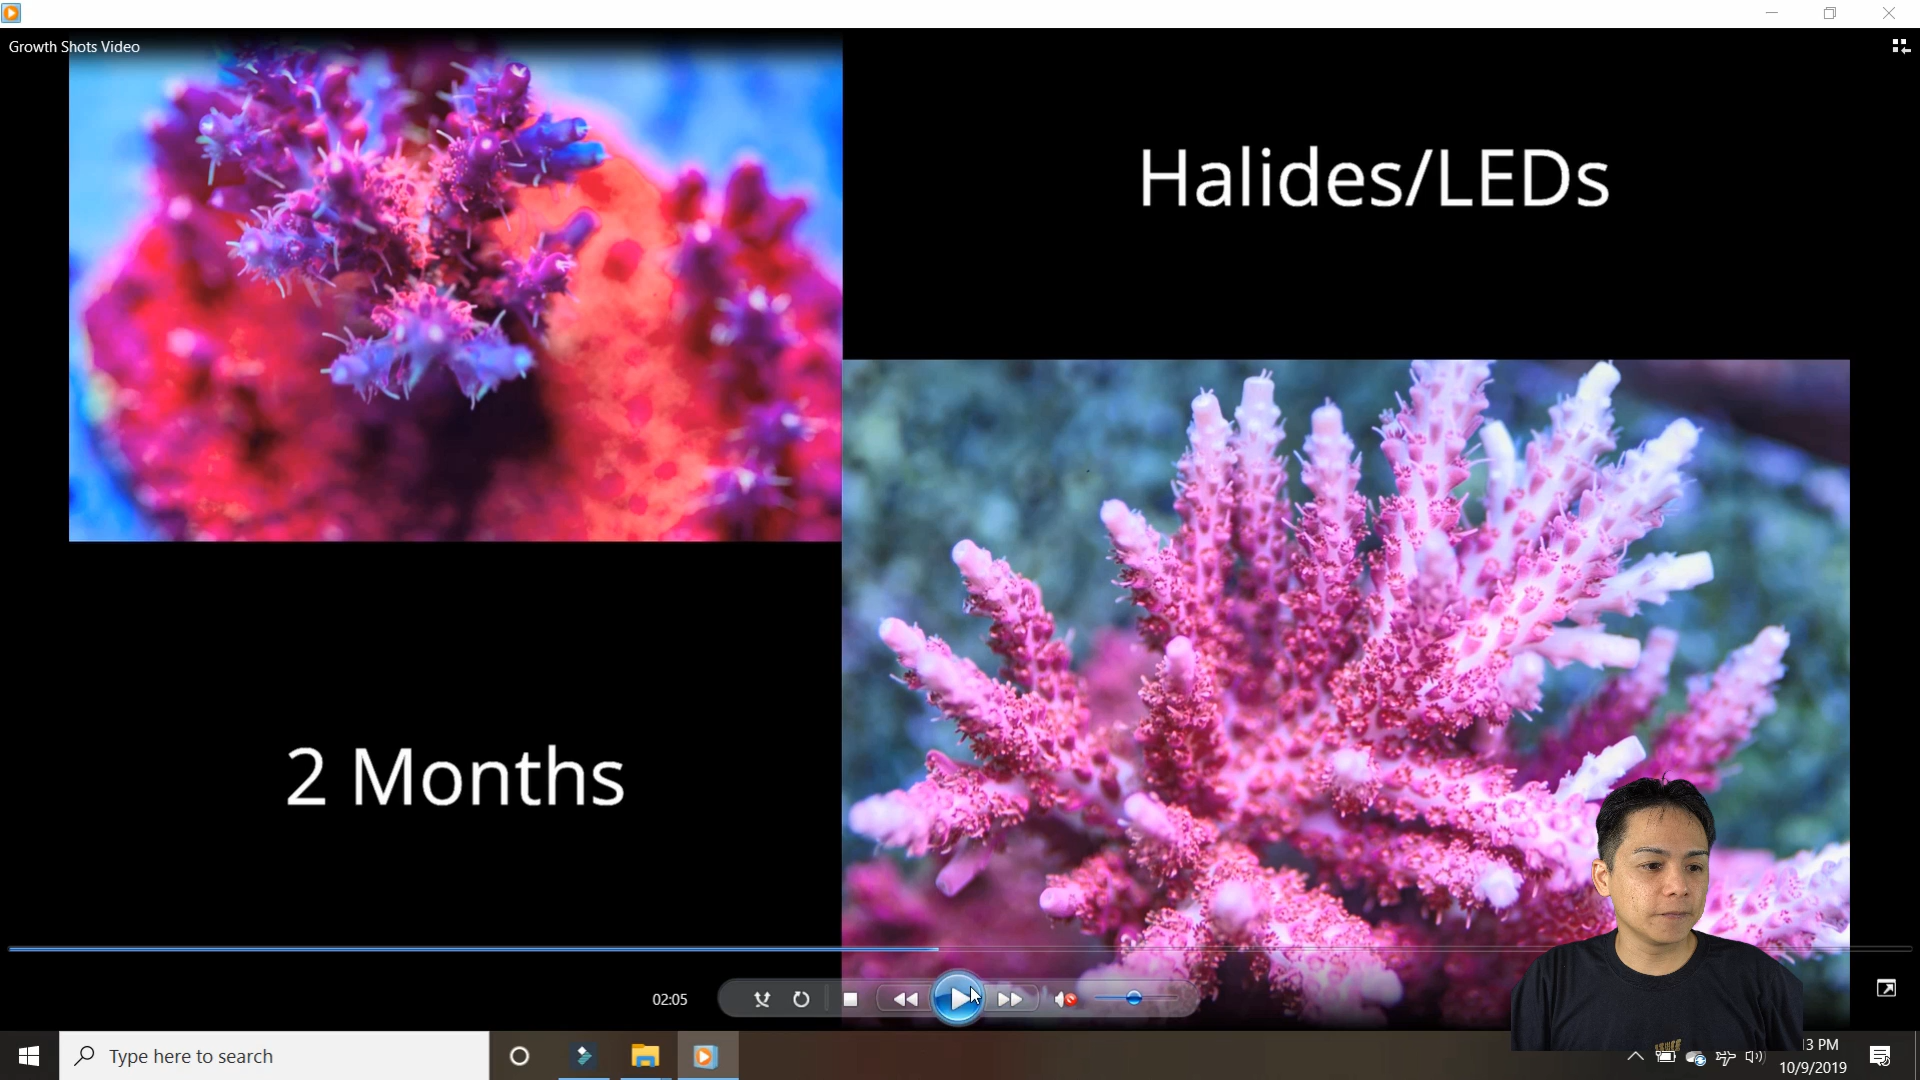 Growth Shots Video
Halides/LEDs
2 Months
02:05
Type here to search
3 PM
10/9/2019